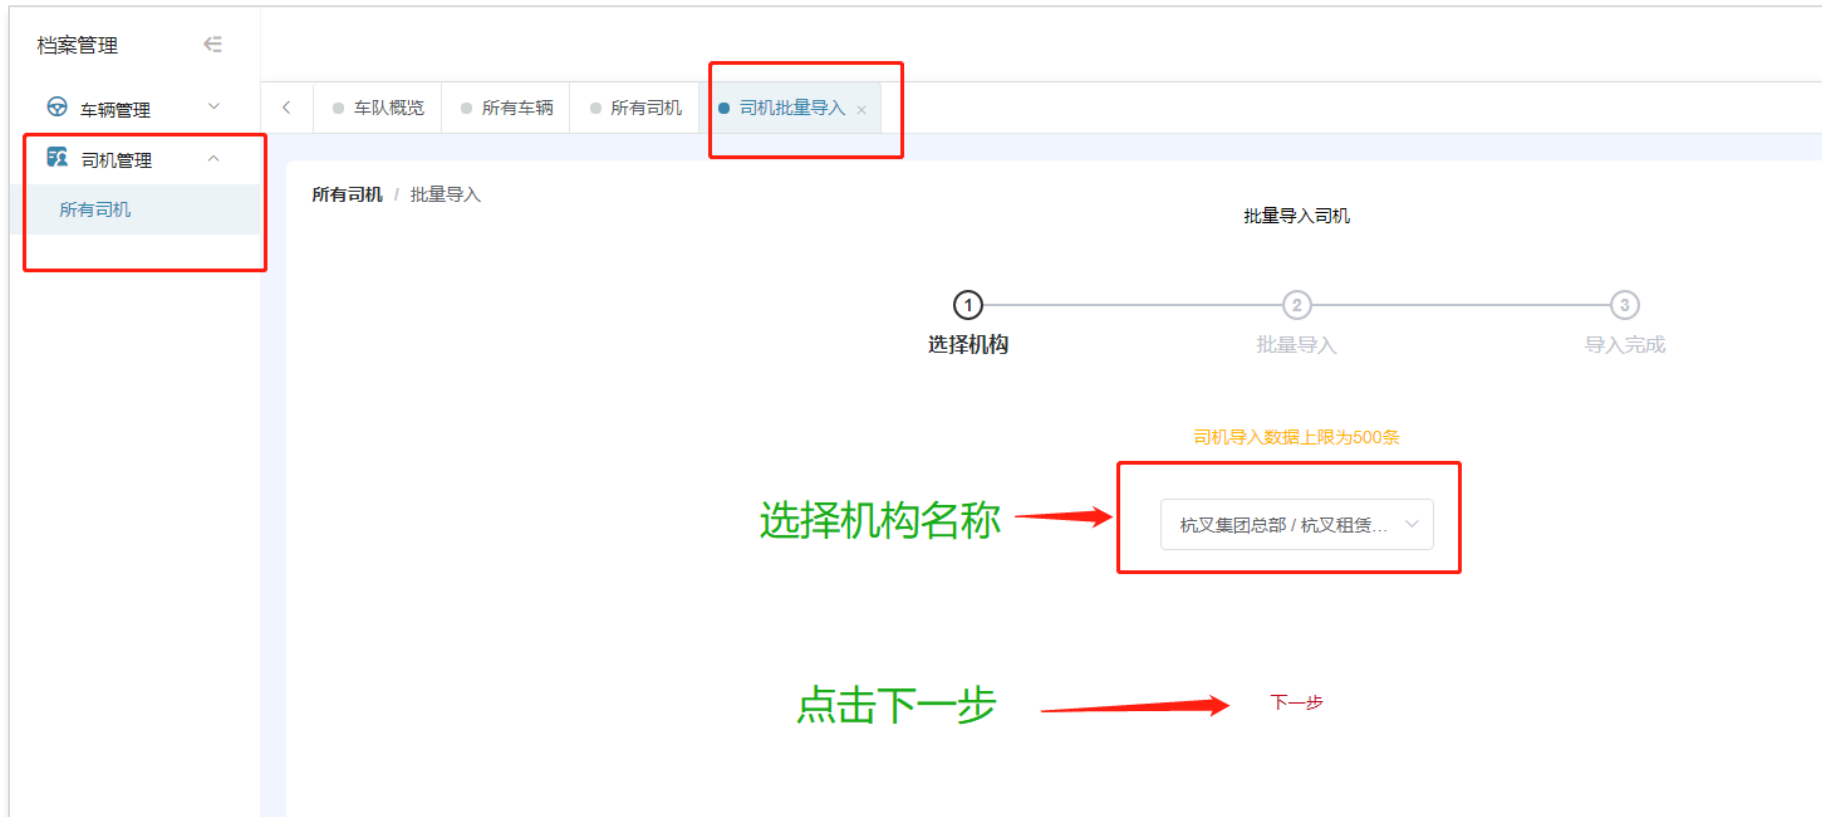 档案管理
车辆管理
司机管理
所有司机
车队概览
所有车辆
所有司机
司机批量导入 ×
所有司机 / 批量导入
批量导入司机
1
2
3
选择机构
批量导入
导入完成
司机导入数据上限为500条
选择机构名称
杭叉集团总部 / 杭叉租赁...
点击下一步
下一步